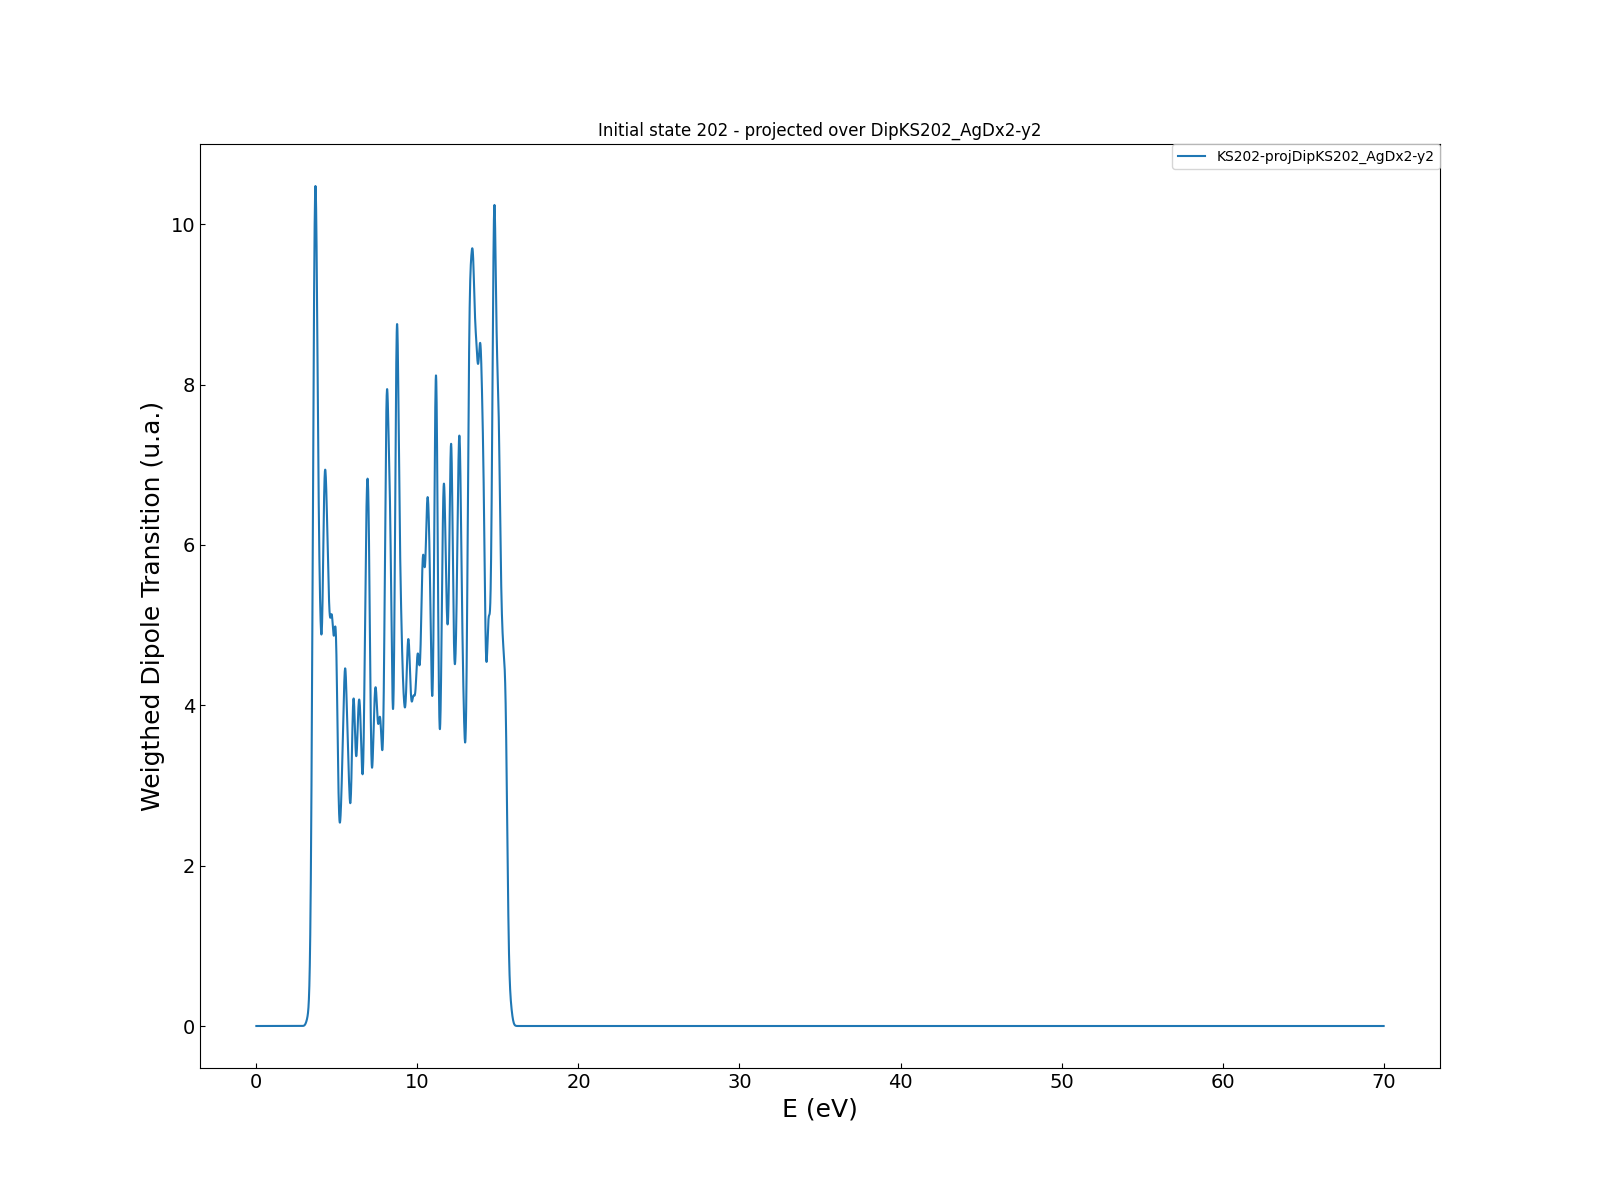 Initial state 202 - projected over DipKS202_AgDx2-y2
KS202-projDipKS202_AgDx2-y2
Weigthed Dipole Transition (u.a.)
10
8
6
4
2
0
0 10 20 30 40 50 60 70
E (eV)